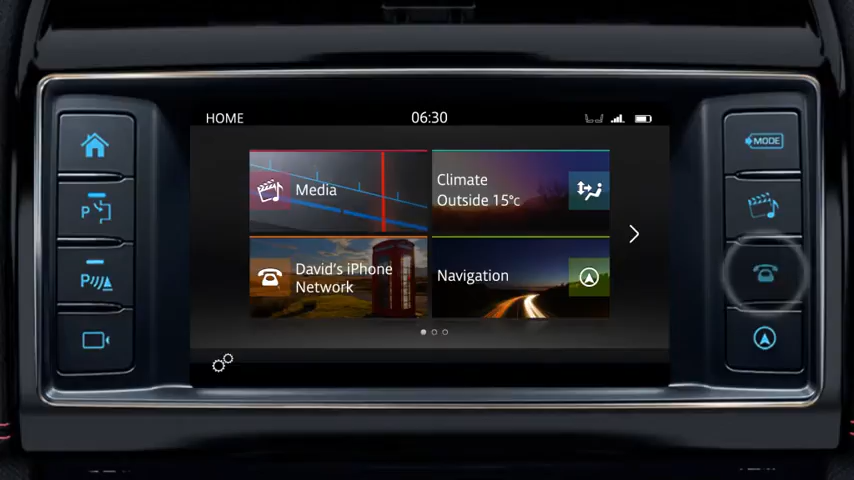 HOME
06:30
MODE
Media
Climate
Outside 15°c
P
David's iPhone
Network
Navigation
P